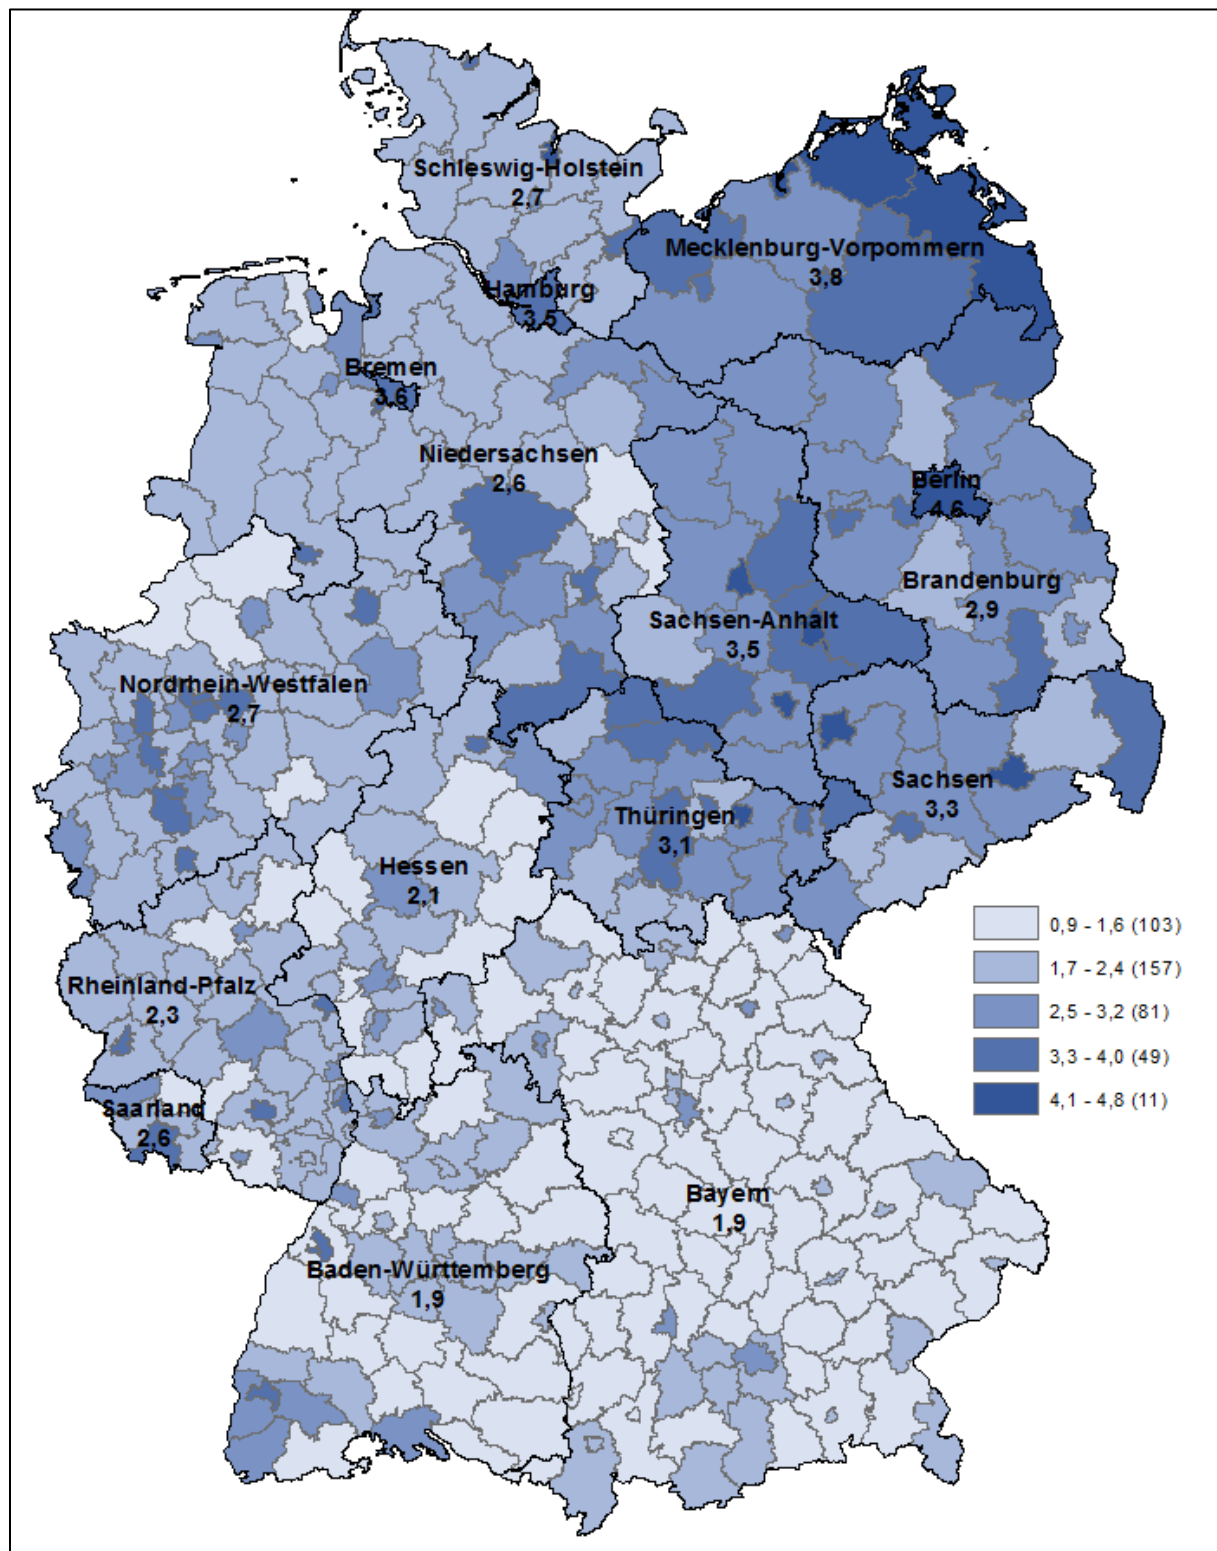 Schleswig-Holstein
2,7
Mecklenburg-Vorpommern
3,8
Hamburg
3,5
Bremen
3,6
Niedersachsen
2,6
Berlin
4,6
Brandenburg
2,9
Sachsen-Anhalt
3,5
Nordrhein-Westfalen
2,7
Sachsen
3,3
Thüringen
3,1
Hessen
2,1
Rheinland-Pfalz
2,3
Saarland
2,6
Bayern
1,9
Baden-Württemberg
1,9
0,9 - 1,6 (103)
1,7 - 2,4 (157)
2,5 - 3,2 (81)
3,3 - 4,0 (49)
4,1 - 4,8 (11)